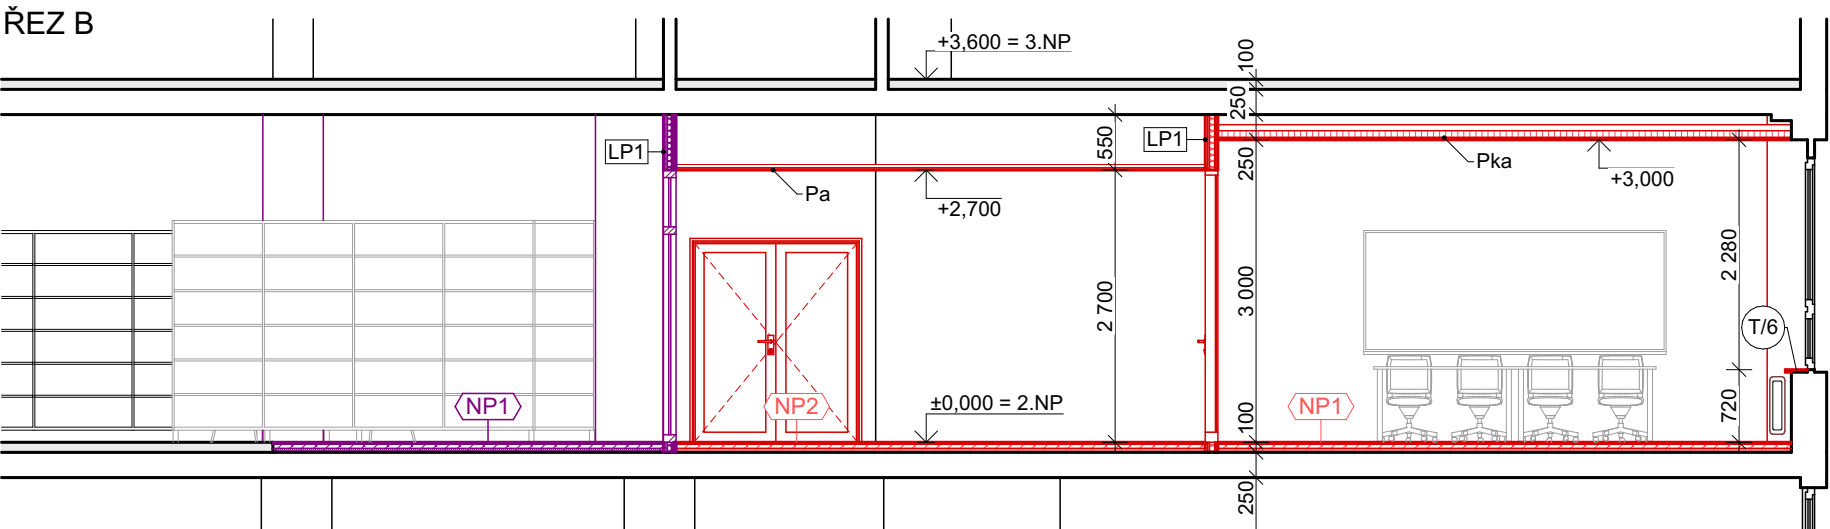 ŘEZ B
+3,600 = 3.NP
100
250
550
LP1
LP1
250
Pka
+3,000
Pa
+2,700
2 280
3 000
2 700
T/6
NP1
NP2
±0,000 = 2.NP
NP1
720
100
250